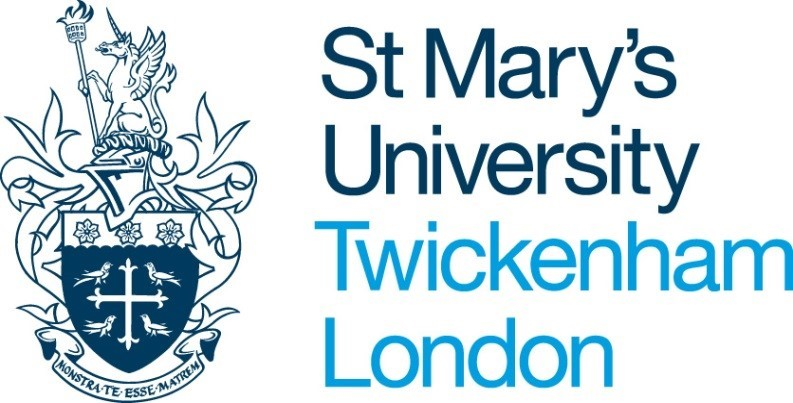 St Mary's
University
Twickenham
London
MONSTRA·TE·ESSE·MATREM